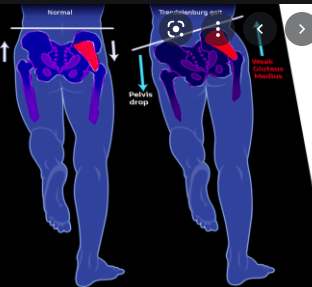 Normal
Trendelenburg gait
Pelvis
drop
Weak
Gluteus
Medius